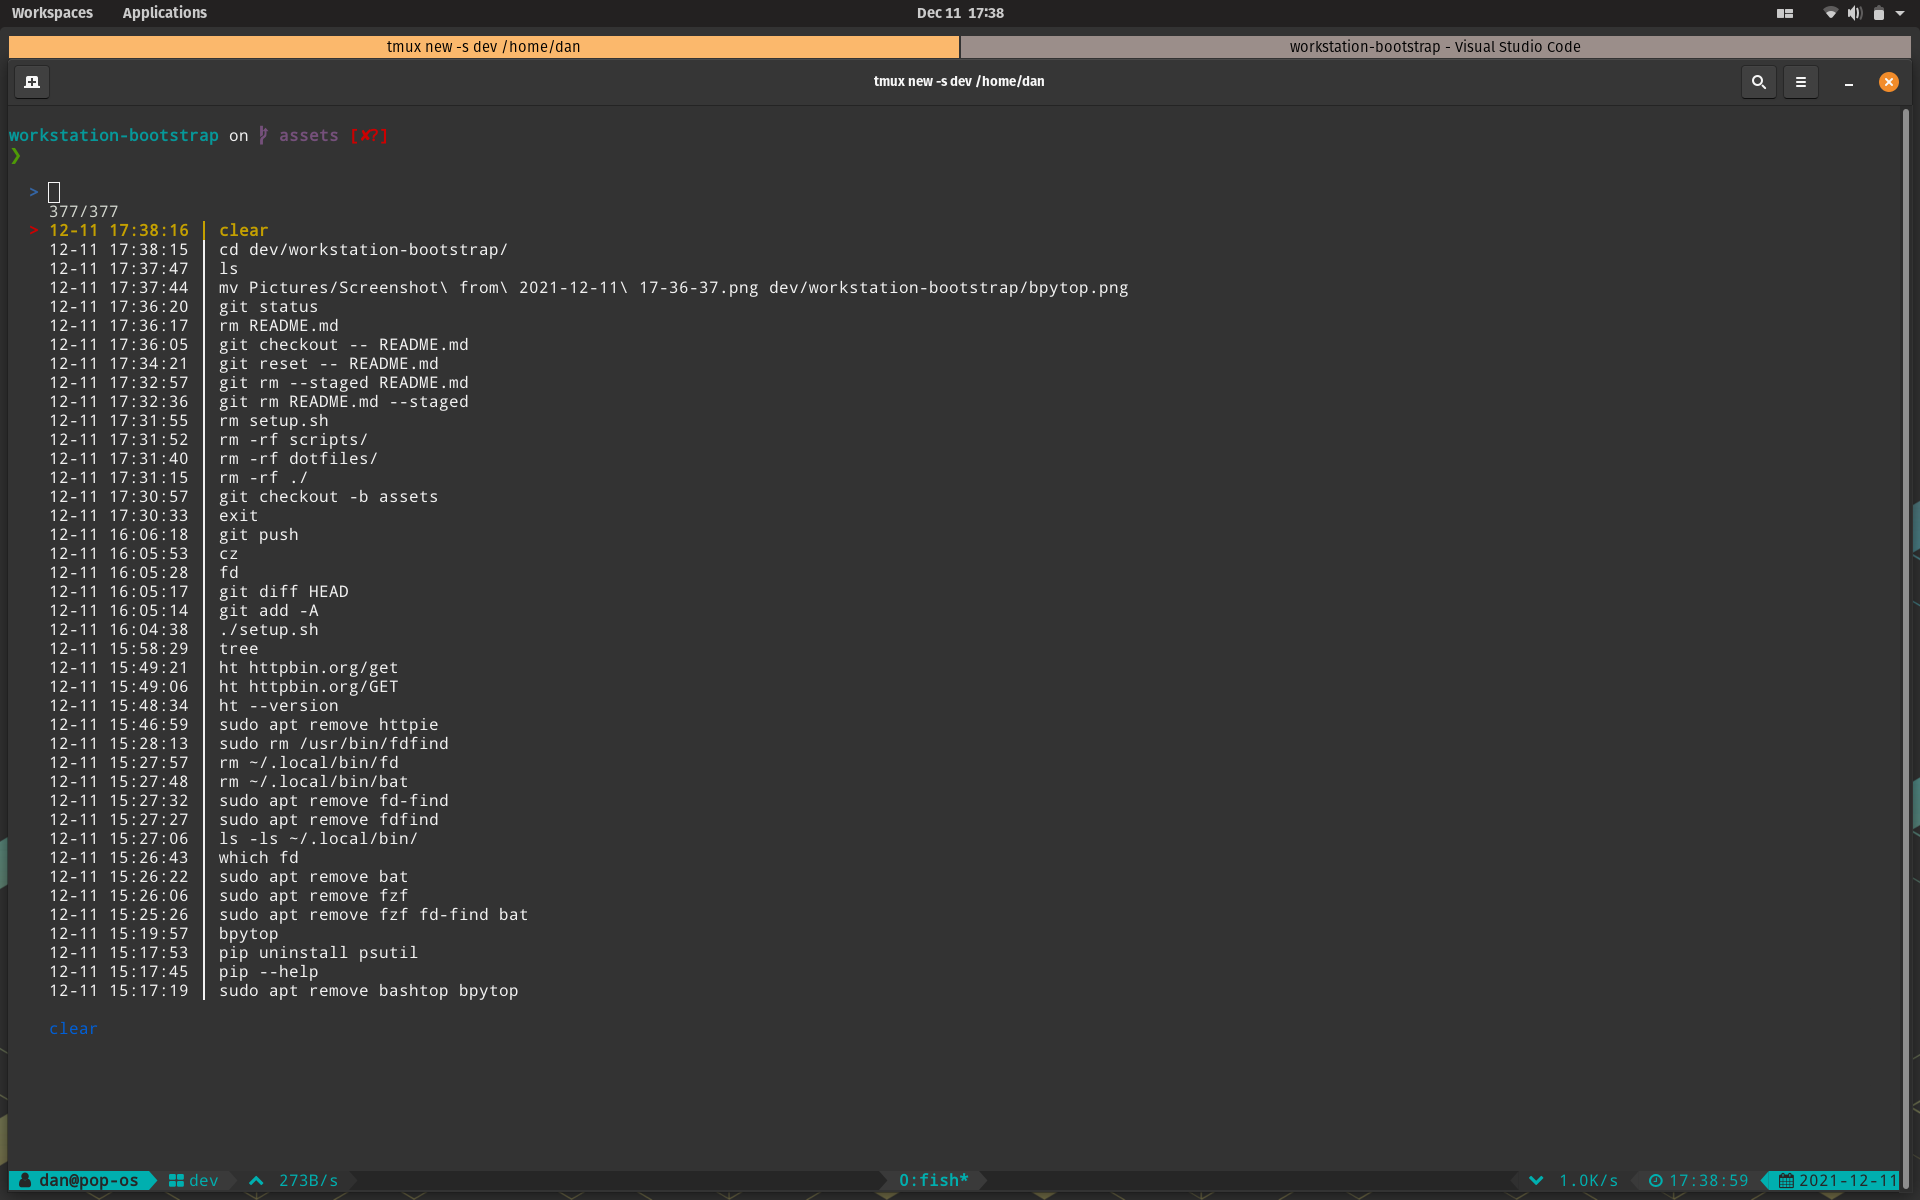 Workspaces Applications Dec 11 17:38
tmux new -s dev /home/dan workstation-bootstrap - Visual Studio Code
tmux new -s dev /home/dan
workstation-bootstrap on assets [✘?]
❯
>
377/377
> 12-11 17:38:16 │ clear
12-11 17:38:15 │ cd dev/workstation-bootstrap/
12-11 17:37:47 │ ls
12-11 17:37:44 │ mv Pictures/Screenshot\ from\ 2021-12-11\ 17-36-37.png dev/workstation-bootstrap/bpytop.png
12-11 17:36:20 │ git status
12-11 17:36:17 │ rm README.md
12-11 17:36:05 │ git checkout -- README.md
12-11 17:34:21 │ git reset -- README.md
12-11 17:32:57 │ git rm --staged README.md
12-11 17:32:36 │ git rm README.md --staged
12-11 17:31:55 │ rm setup.sh
12-11 17:31:52 │ rm -rf scripts/
12-11 17:31:40 │ rm -rf dotfiles/
12-11 17:31:15 │ rm -rf ./
12-11 17:30:57 │ git checkout -b assets
12-11 17:30:33 │ exit
12-11 16:06:18 │ git push
12-11 16:05:53 │ cz
12-11 16:05:28 │ fd
12-11 16:05:17 │ git diff HEAD
12-11 16:05:14 │ git add -A
12-11 16:04:38 │ ./setup.sh
12-11 15:58:29 │ tree
12-11 15:49:21 │ ht httpbin.org/get
12-11 15:49:06 │ ht httpbin.org/GET
12-11 15:48:34 │ ht --version
12-11 15:46:59 │ sudo apt remove httpie
12-11 15:28:13 │ sudo rm /usr/bin/fdfind
12-11 15:27:57 │ rm ~/.local/bin/fd
12-11 15:27:48 │ rm ~/.local/bin/bat
12-11 15:27:32 │ sudo apt remove fd-find
12-11 15:27:27 │ sudo apt remove fdfind
12-11 15:27:06 │ ls -ls ~/.local/bin/
12-11 15:26:43 │ which fd
12-11 15:26:22 │ sudo apt remove bat
12-11 15:26:06 │ sudo apt remove fzf
12-11 15:25:26 │ sudo apt remove fzf fd-find bat
12-11 15:19:57 │ bpytop
12-11 15:17:53 │ pip uninstall psutil
12-11 15:17:45 │ pip --help
12-11 15:17:19 │ sudo apt remove bashtop bpytop
clear
dan@pop-os dev 273B/s 0:fish* 1.0K/s 17:38:59 2021-12-11